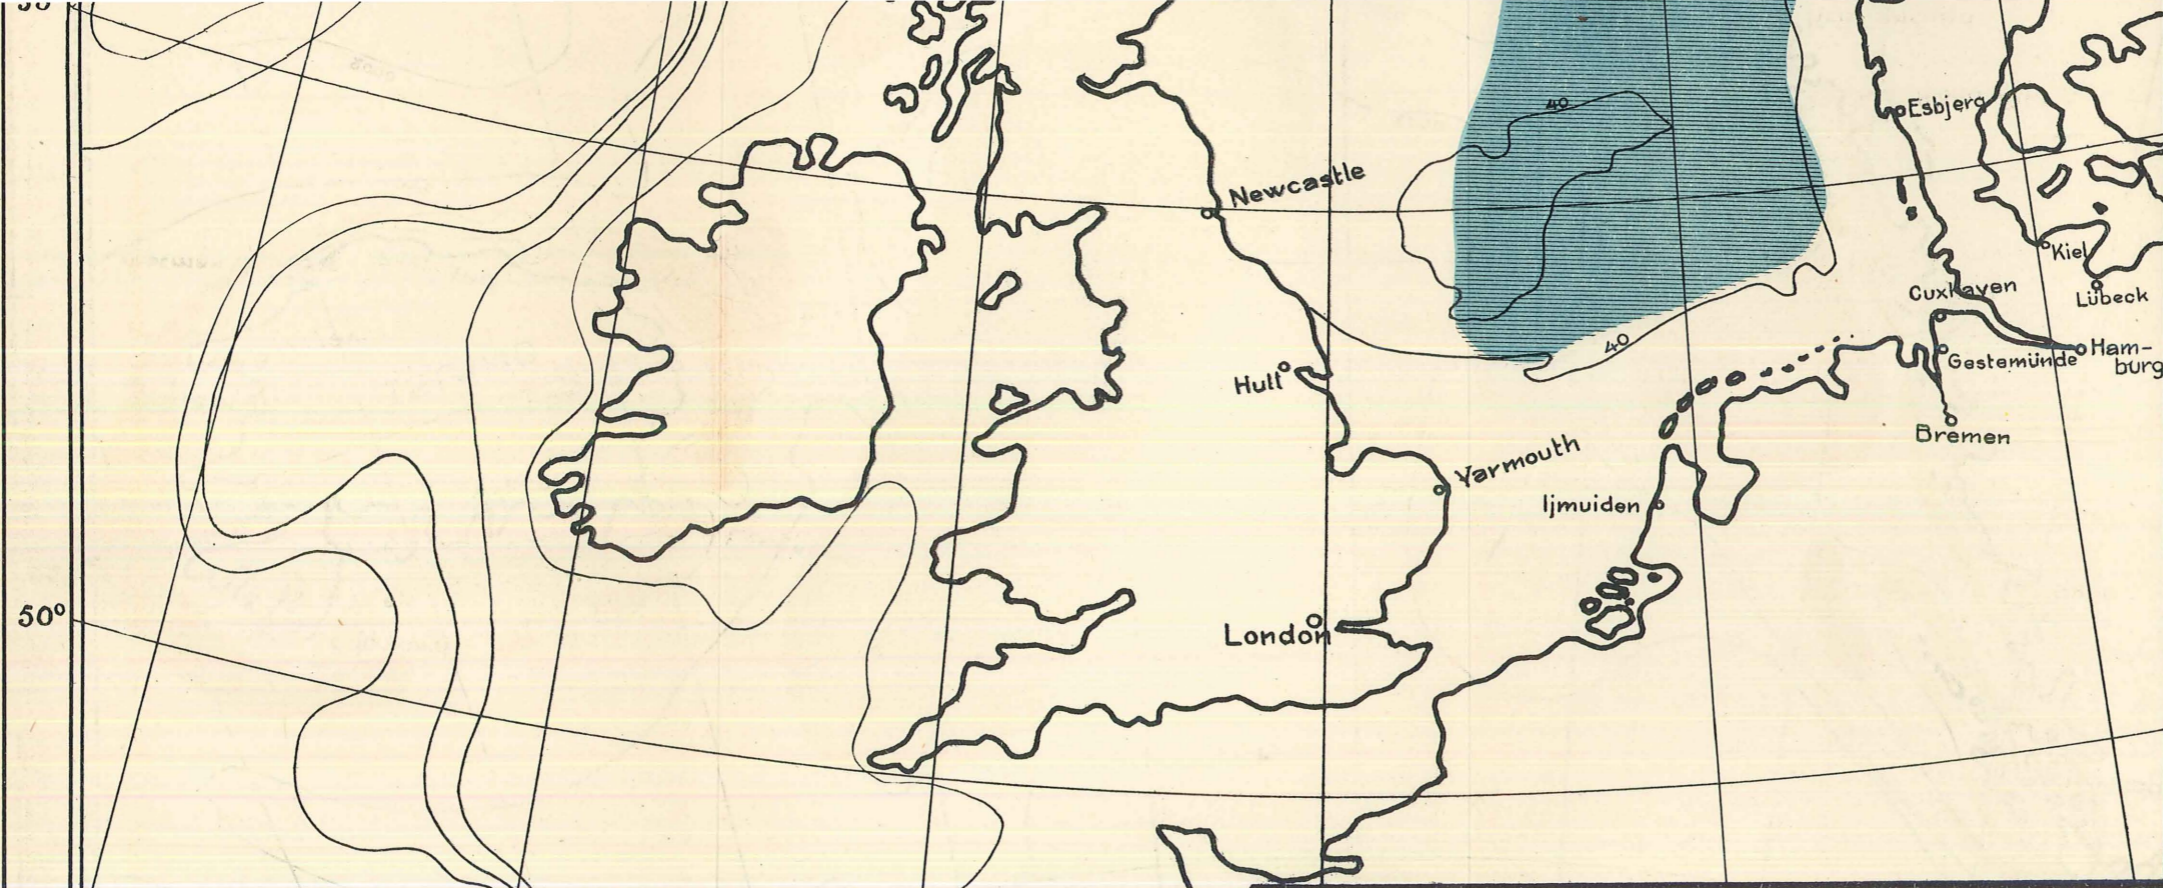 40
Esbjerg
Newcastle
Kiel
Cuxhaven
Lübeck
40
Ham-
burg
Gestemünde
Hull
Bremen
Yarmouth
Ijmuiden
50°
London